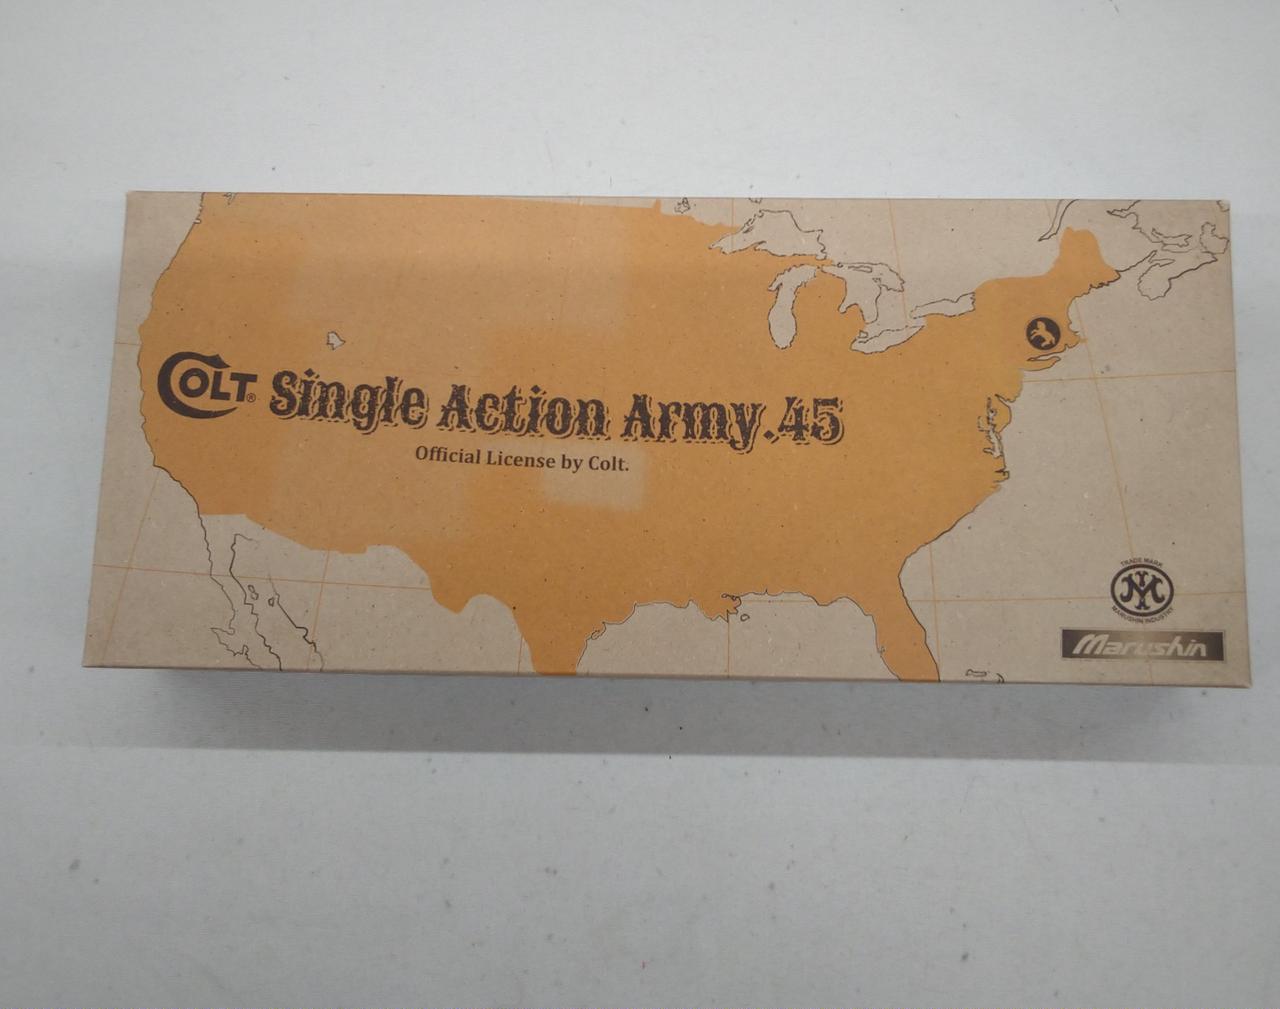 COLT® Single Action Army.45
Official License by Colt.
TRADE MARK
MARUSHIN INDUSTRY
Marushin